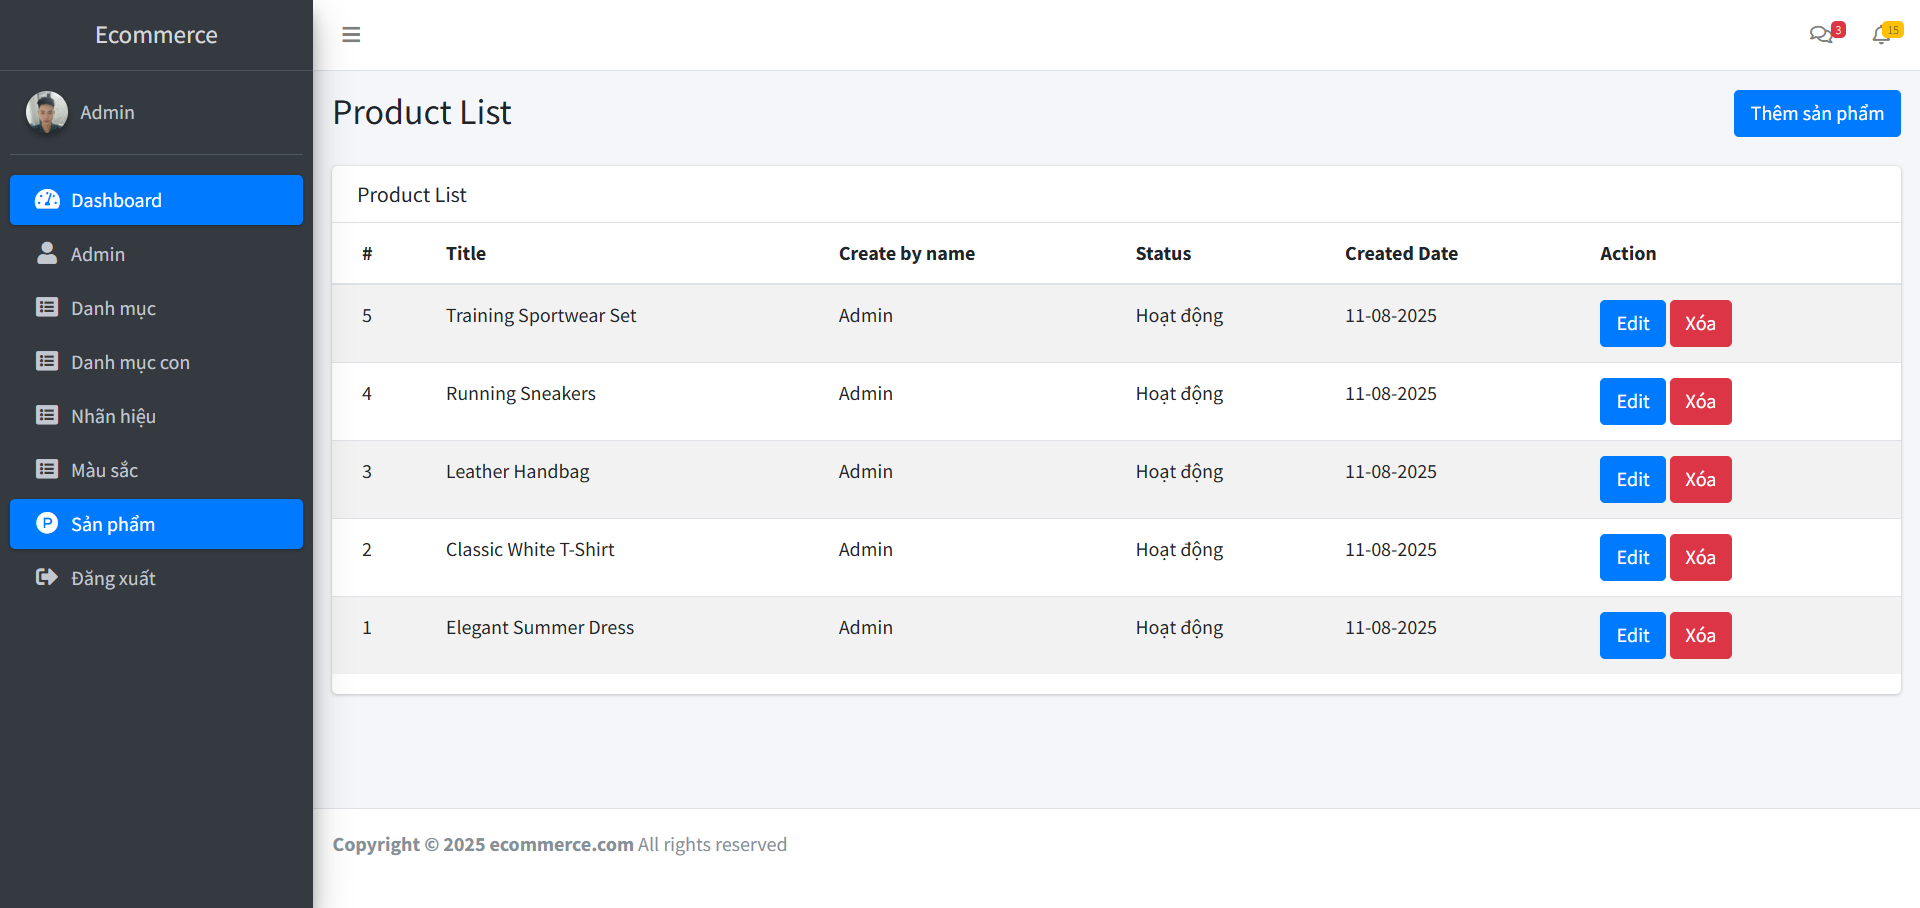 Ecommerce
3
15
Admin
Dashboard
Admin
Danh mục
Danh mục con
Nhãn hiệu
Màu sắc
Sản phẩm
Đăng xuất
Product List
Thêm sản phẩm
Product List
# Title Create by name Status Created Date Action
5 Training Sportwear Set Admin Hoạt động 11-08-2025 Edit Xóa
4 Running Sneakers Admin Hoạt động 11-08-2025 Edit Xóa
3 Leather Handbag Admin Hoạt động 11-08-2025 Edit Xóa
2 Classic White T-Shirt Admin Hoạt động 11-08-2025 Edit Xóa
1 Elegant Summer Dress Admin Hoạt động 11-08-2025 Edit Xóa
Copyright © 2025 ecommerce.com All rights reserved